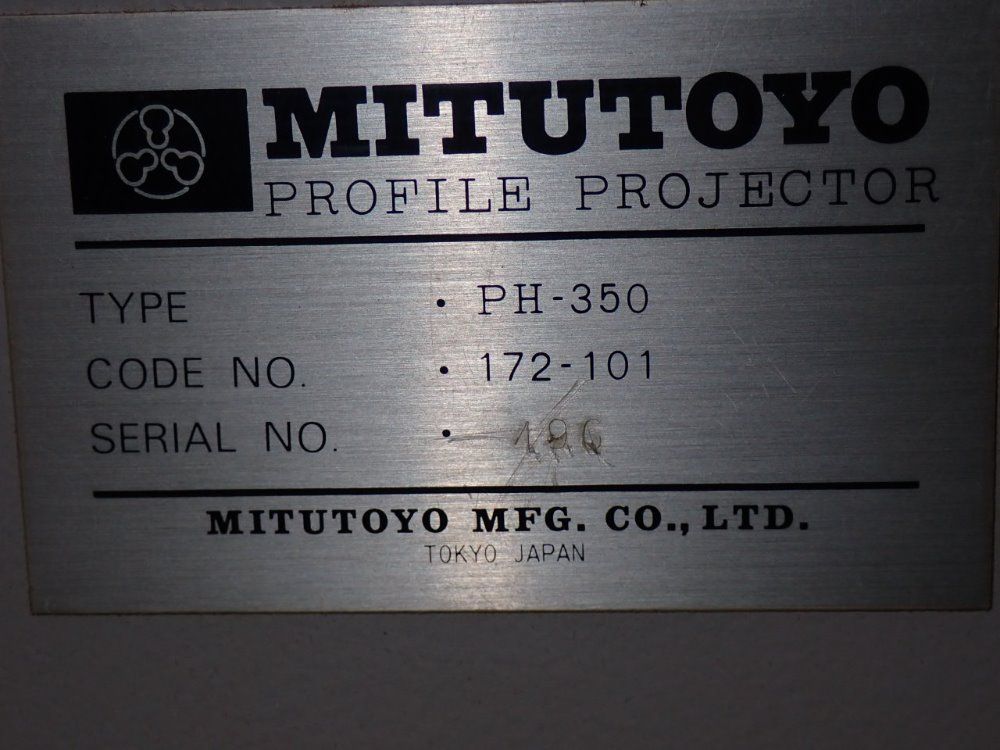 MITUTOYO
PROFILE PROJECTOR
TYPE · PH-350
CODE NO. · 172-101
SERIAL NO. ·
MITUTOYO MFG. CO., LTD.
TOKYO JAPAN